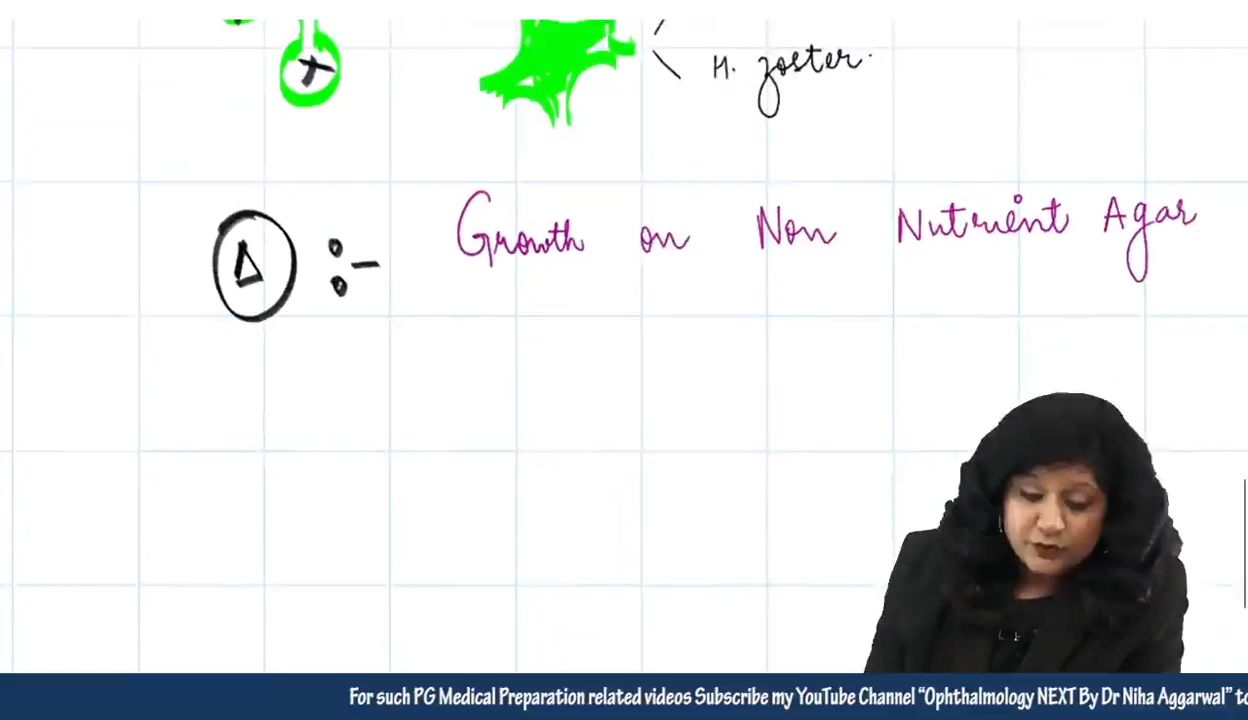 H. zoster.
Δ :- Growth on Non Nutrient Agar
For such PG Medical Preparation related videos Subscribe my YouTube Channel “Ophthalmology NEXT By Dr Niha Aggarwal” to